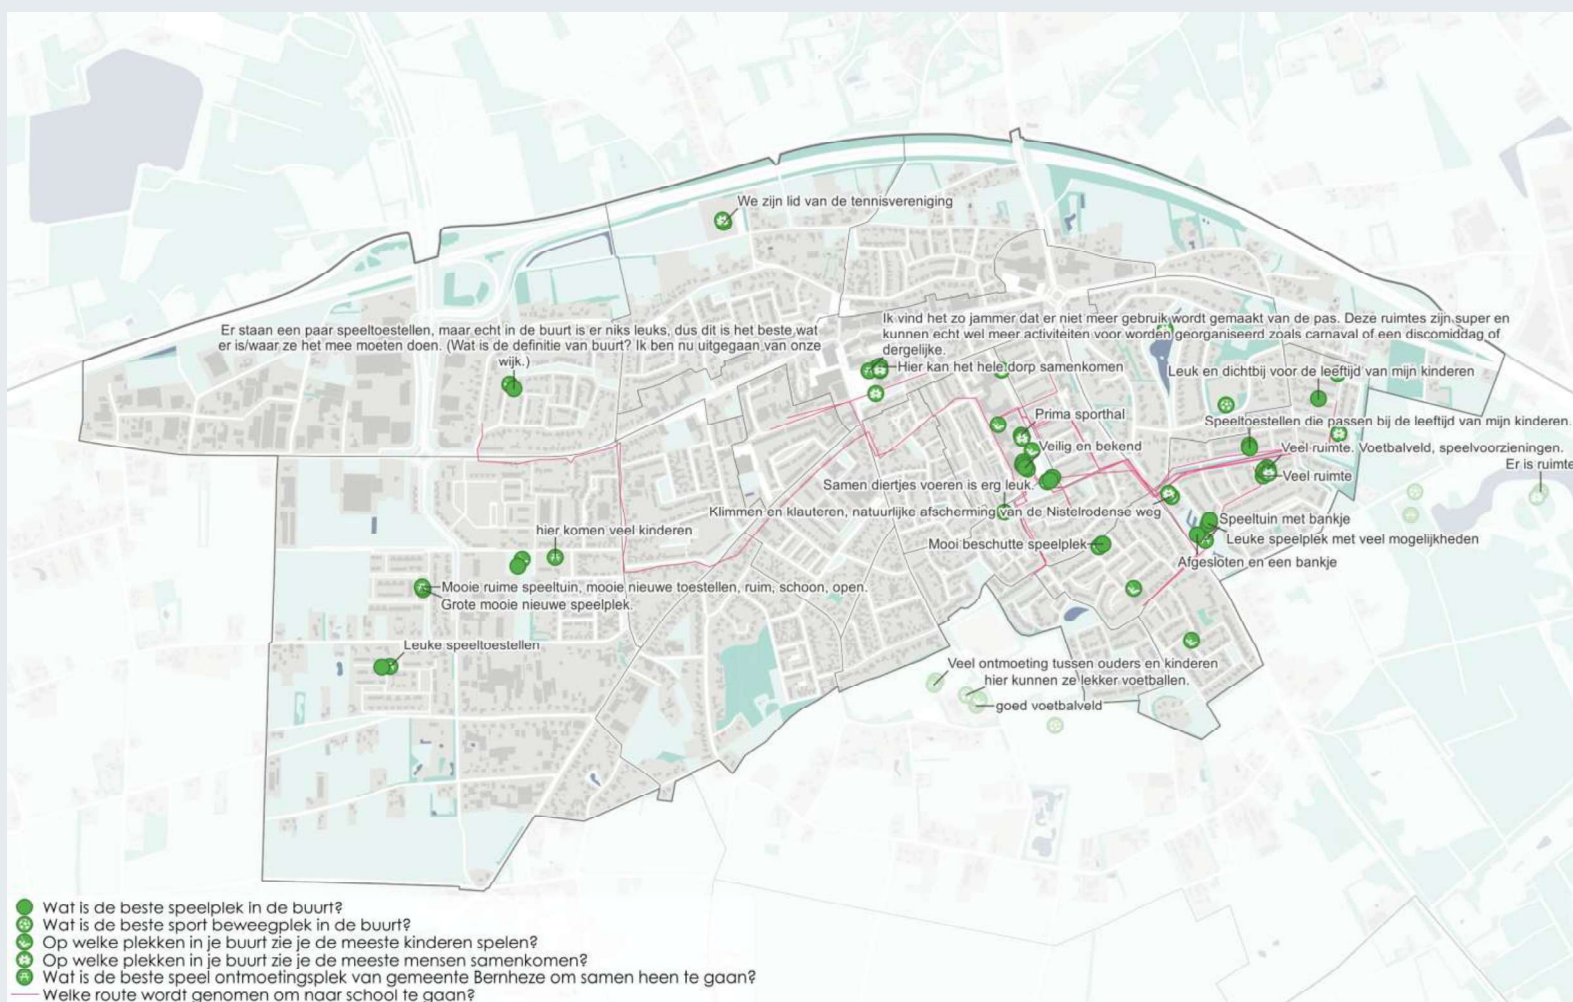 We zijn lid van de tennisvereniging
Er staan een paar speeltoestellen, maar echt in de buurt is er niks leuks, dus dit is het beste wat
er is/waar ze het mee moeten doen. (Wat is de definitie van buurt? Ik ben nu uitgegaan van onze
wijk.)
Ik vind het zo jammer dat er niet meer gebruik wordt gemaakt van de pas. Deze ruimtes zijn super en
kunnen echt wel meer activiteiten voor worden georganiseerd zoals carnaval of een discomiddag of
dergelijke.
Hier kan het hele dorp samenkomen
Leuk en dichtbij voor de leeftijd van mijn kinderen
Prima sporthal
Speeltoestellen die passen bij de leeftijd van mijn kinderen.
Veilig en bekend
Veel ruimte. Voetbalveld, speelvoorzieningen.
Er is ruimte
Veel ruimte
Samen diertjes voeren is erg leuk.
Klimmen en klauteren, natuurlijke afscherming van de Nistelrodense weg
Speeltuin met bankje
hier komen veel kinderen
Leuke speelplek met veel mogelijkheden
Mooi beschutte speelplek
Afgesloten en een bankje
Mooie ruime speeltuin, mooie nieuwe toestellen, ruim, schoon, open.
Grote mooie nieuwe speelplek.
Leuke speeltoestellen
Veel ontmoeting tussen ouders en kinderen
hier kunnen ze lekker voetballen.
goed voetbalveld
Wat is de beste speelplek in de buurt?
Wat is de beste sport beweegplek in de buurt?
Op welke plekken in je buurt zie je de meeste kinderen spelen?
Op welke plekken in je buurt zie je de meeste mensen samenkomen?
Wat is de beste speel ontmoetingsplek van gemeente Bernheze om samen heen te gaan?
Welke route wordt genomen om naar school te gaan?